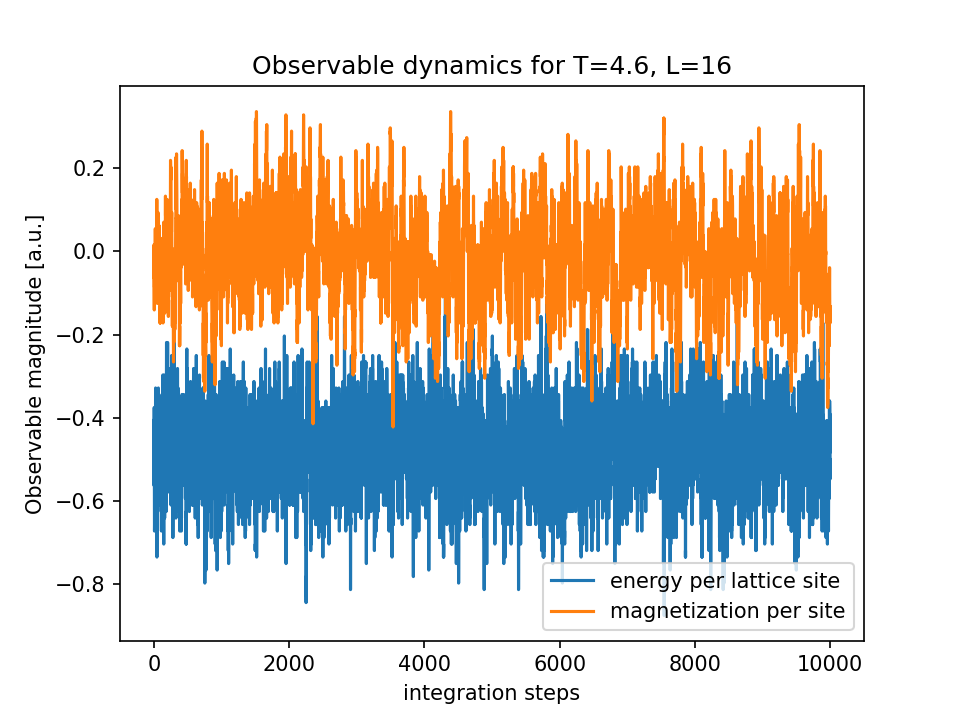 Observable dynamics for T=4.6, L=16
Observable magnitude [a.u.]
0.2
0.0
−0.2
−0.4
−0.6
−0.8
energy per lattice site
magnetization per site
0 2000 4000 6000 8000 10000
integration steps